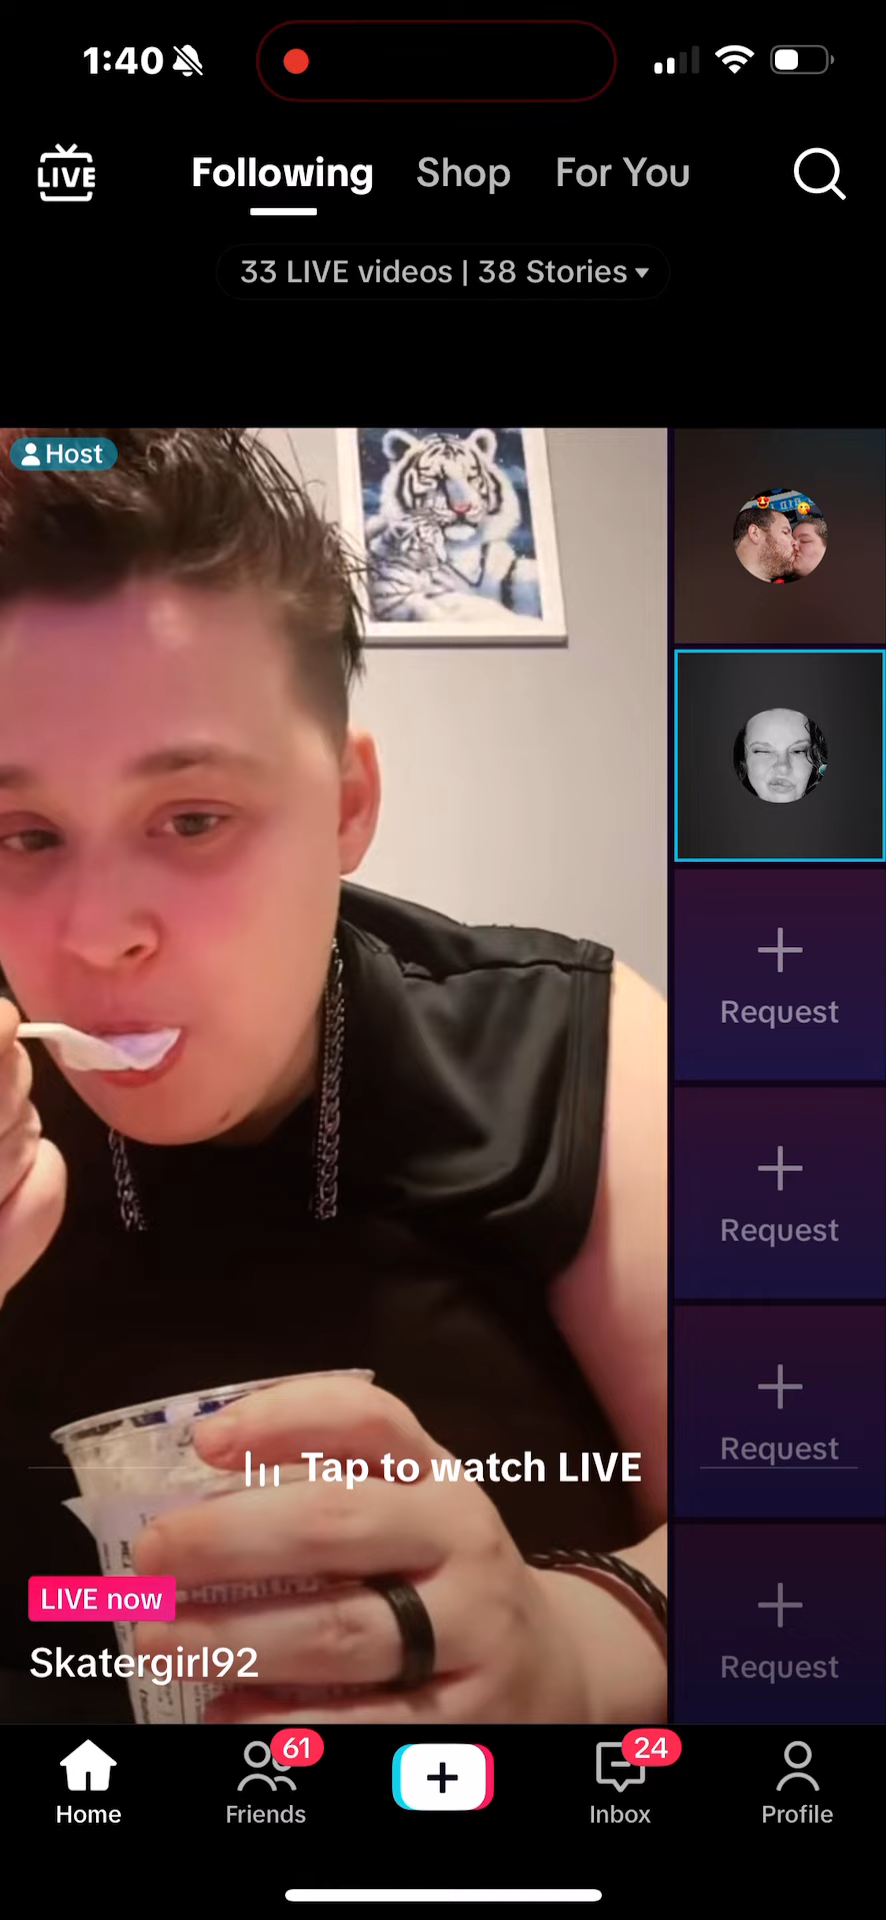 1:40
LIVE
Following Shop For You
33 LIVE videos | 38 Stories
Host
Request
Request
Tap to watch LIVE
Request
LIVE now
Skatergirl92
Request
61
24
Home
Friends
Inbox
Profile